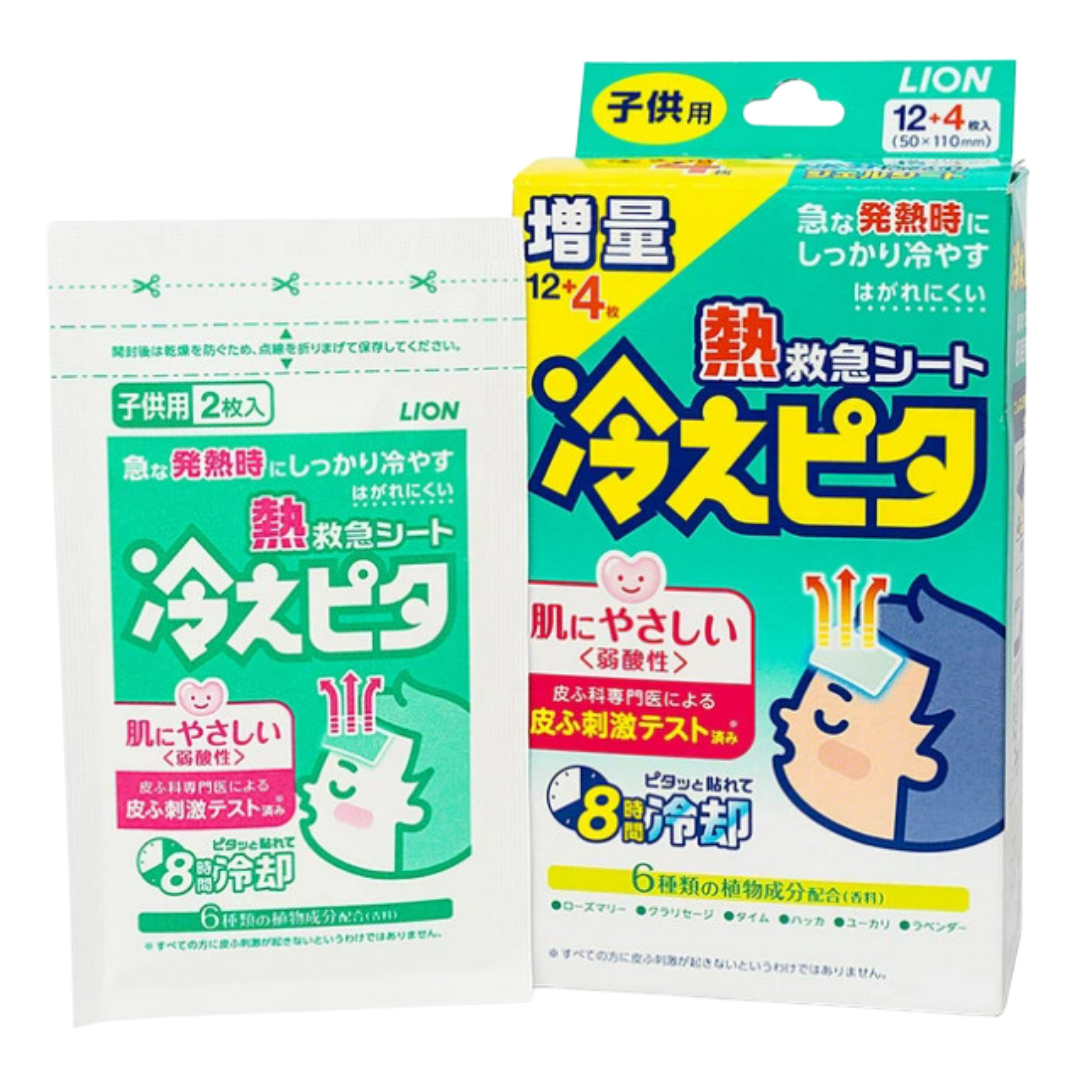 開封後は乾燥を防ぐため、点線を折りまげて保存してください。
子供用 2枚入
LION
急な発熱時にしっかり冷やす
はがれにくい
熱救急シート
冷えピタ
肌にやさしい
〈弱酸性〉
皮ふ科専門医による
皮ふ刺激テスト※済み
ピタッと貼れて
8時間冷却
6種類の植物成分配合(香料)
※すべての方に皮ふ刺激が起きないというわけではありません。
子供用
LION
12+4枚入
(50×110mm)
4枚
ジェルシート
増量
12+4枚
急な発熱時に
しっかり冷やす
はがれにくい
熱救急シート
冷えピタ
肌にやさしい
〈弱酸性〉
皮ふ科専門医による
皮ふ刺激テスト※済み
ピタッと貼れて
8時間冷却
6種類の植物成分配合(香料)
●ローズマリー ●クラリセージ ●タイム ●ハッカ ●ユーカリ ●ラベンダー
※すべての方に皮ふ刺激が起きないというわけではありません。